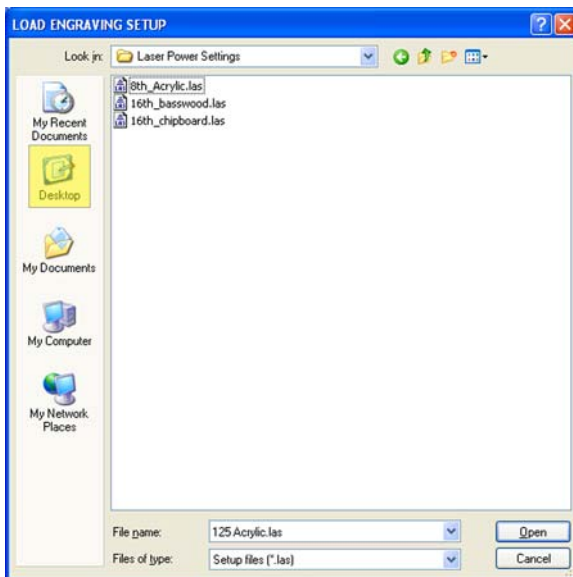 LOAD ENGRAVING SETUP
Look in: Laser Power Settings
8th_Acrylic.las
16th_basswood.las
16th_chipboard.las
My Recent
Documents
Desktop
My Documents
My Computer
My Network
Places
File name: 125 Acrylic.las Open
Files of type: Setup files (*.las) Cancel